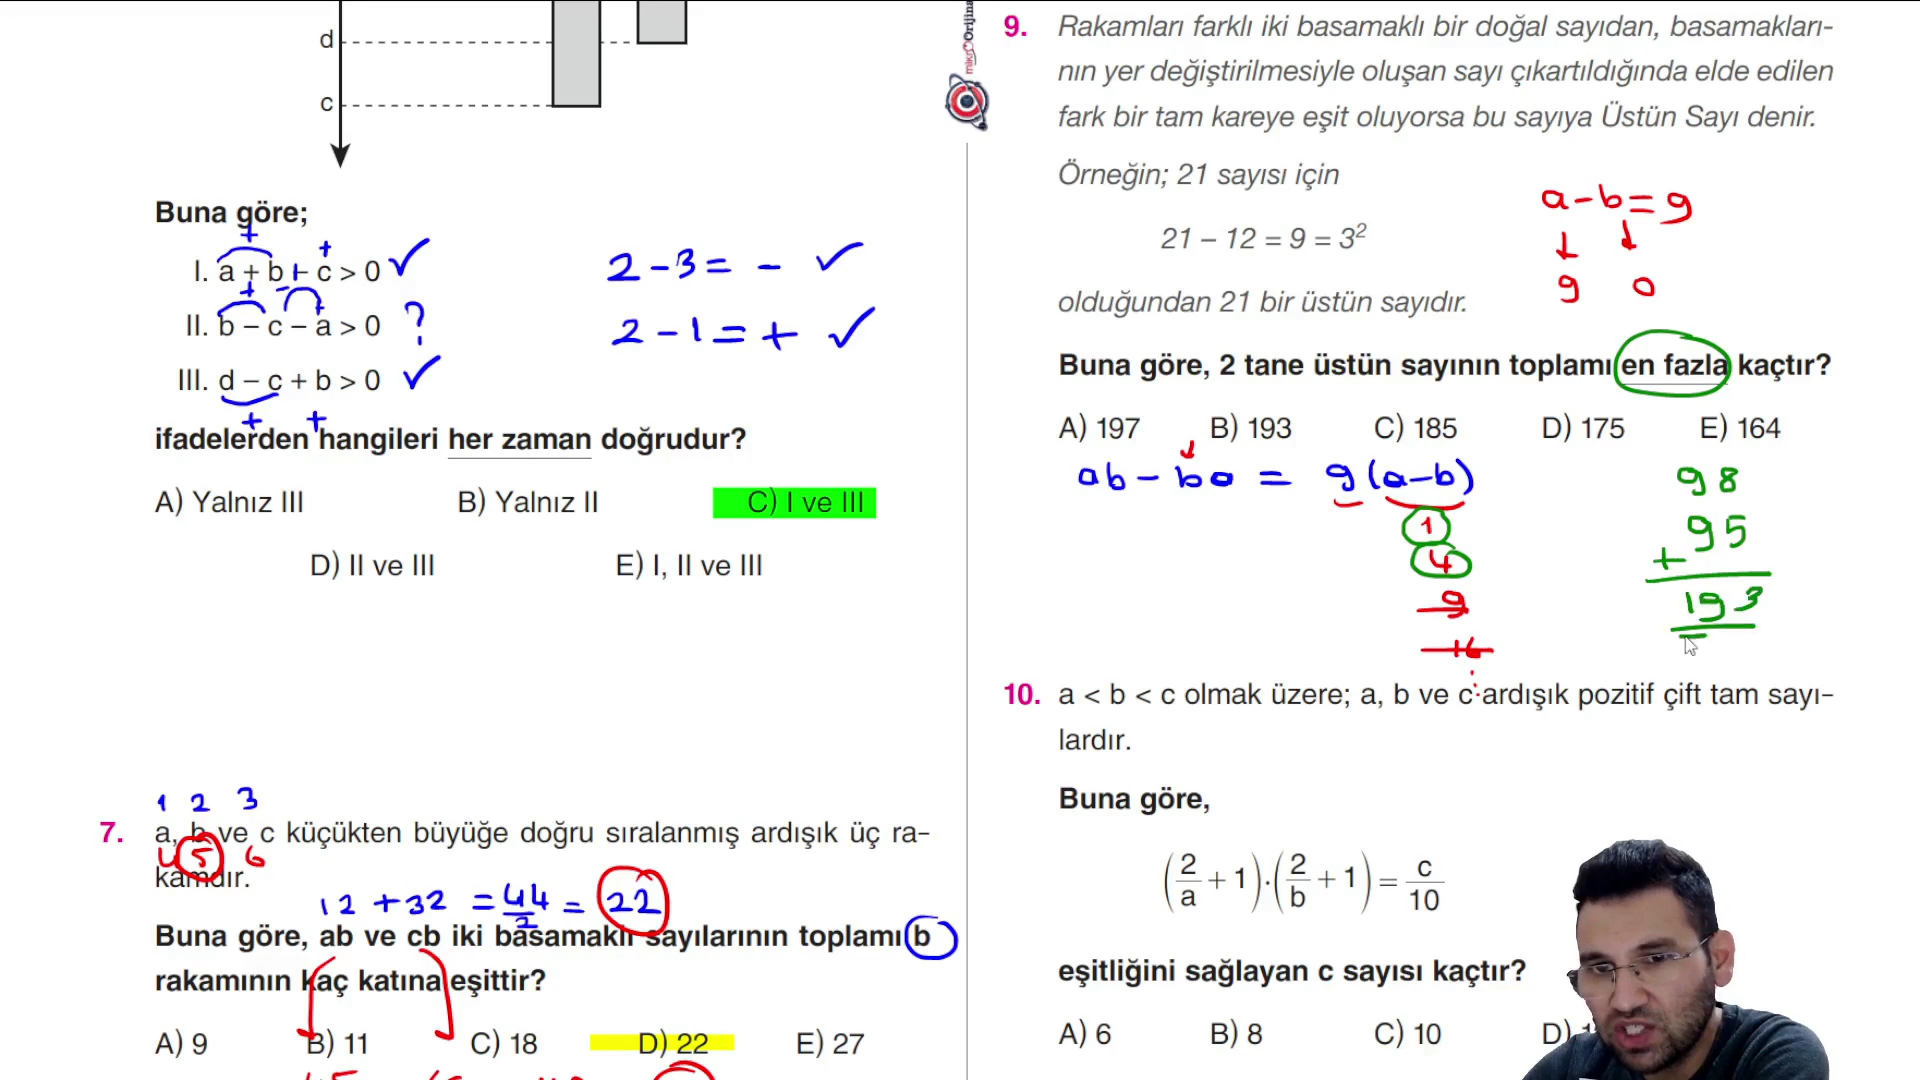 d
c
Buna göre;
+
+
I. a + b + c > 0 ✓
2 - 3 = - ✓
II. b – c – a > 0 ?
2 - 1 = + ✓
III. d – c + b > 0 ✓
+ +
ifadelerden hangileri her zaman doğrudur?
A) Yalnız III B) Yalnız II C) I ve III
D) II ve III E) I, II ve III
1 2 3
7. a, b ve c küçükten büyüğe doğru sıralanmış ardışık üç ra-
4 5 6
kamdır.
12 + 32 = 44/2 = 22
Buna göre, ab ve cb iki basamaklı sayılarının toplamı b
rakamının kaç katına eşittir?
A) 9 B) 11 C) 18 D) 22 E) 27
mikro Orijinal
9. Rakamları farklı iki basamaklı bir doğal sayıdan, basamakları-
nın yer değiştirilmesiyle oluşan sayı çıkartıldığında elde edilen
fark bir tam kareye eşit oluyorsa bu sayıya Üstün Sayı denir.
Örneğin; 21 sayısı için
a - b = 9
21 – 12 = 9 = 3²
9 0
olduğundan 21 bir üstün sayıdır.
Buna göre, 2 tane üstün sayının toplamı en fazla kaçtır?
A) 197 B) 193 C) 185 D) 175 E) 164
ab - ba = 9(a-b)
1
4
9
16
98
95
+
193
10. a < b < c olmak üzere; a, b ve c ardışık pozitif çift tam sayı-
lardır.
Buna göre,
(2/a + 1)·(2/b + 1) = c/10
eşitliğini sağlayan c sayısı kaçtır?
A) 6 B) 8 C) 10 D)